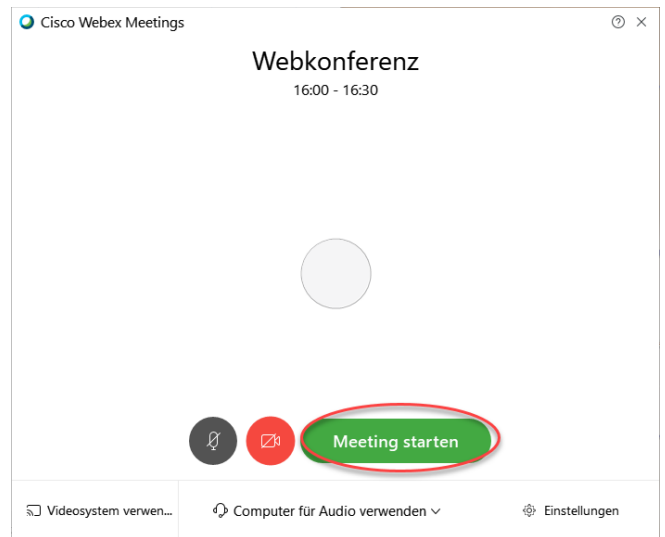 Cisco Webex Meetings
Webkonferenz
16:00 - 16:30
Meeting starten
Videosystem verwen...
Computer für Audio verwenden
Einstellungen